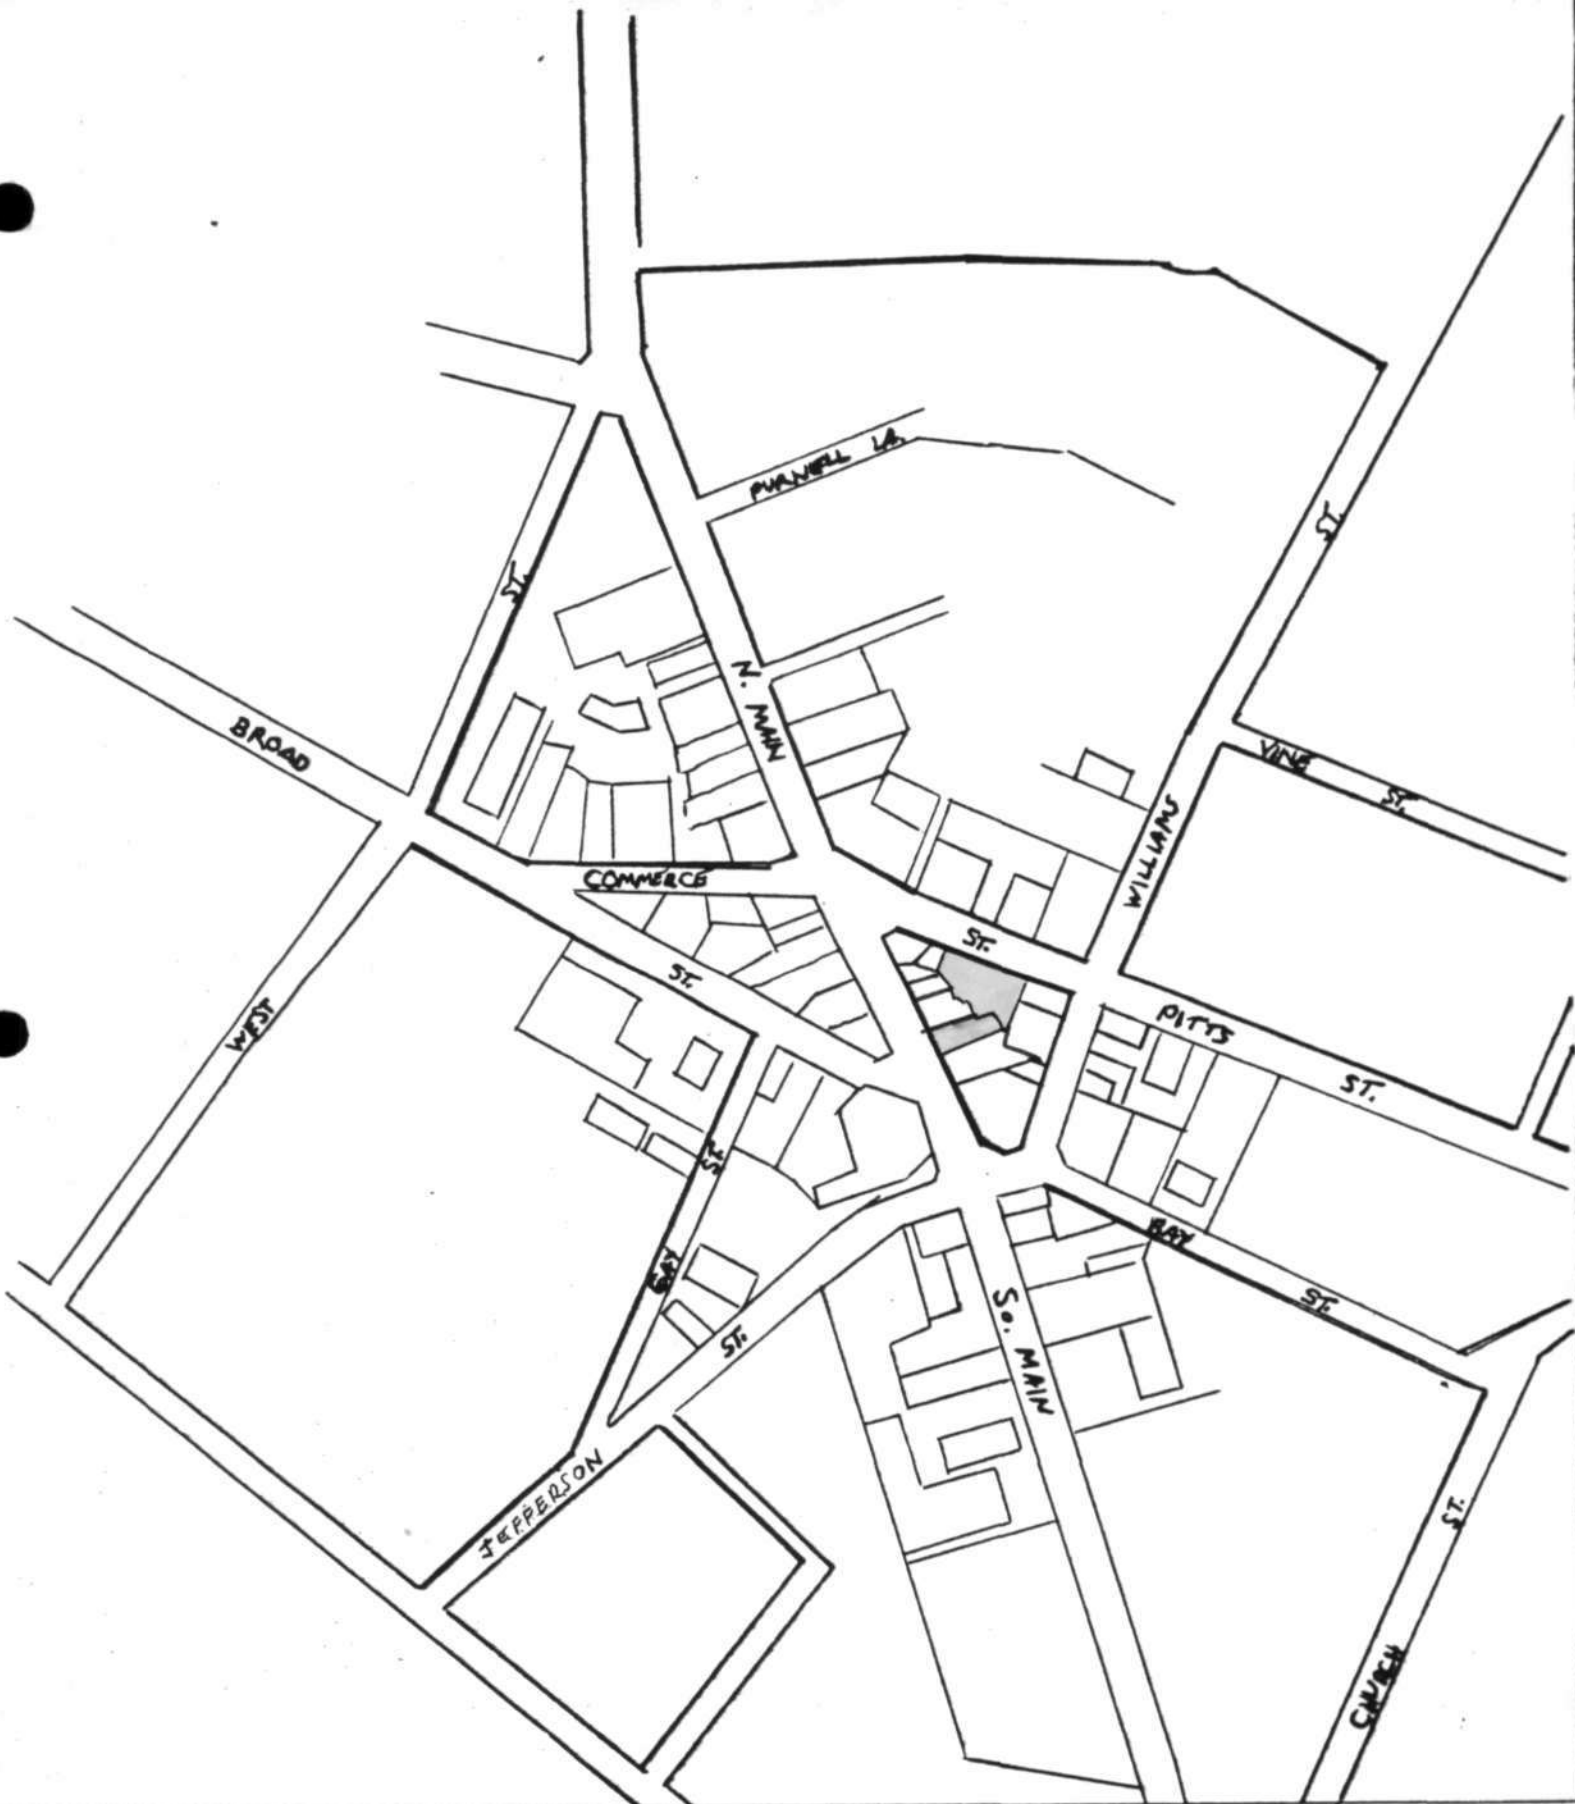 PURNELL LA.
ST.
ST.
N. MAIN
BROAD
VINE
ST.
WILLIAMS
COMMERCE
ST.
ST.
WEST
PITTS
ST.
ST.
BAY
BAY
ST.
So. MAIN
ST.
JEFFERSON
ST.
CHURCH